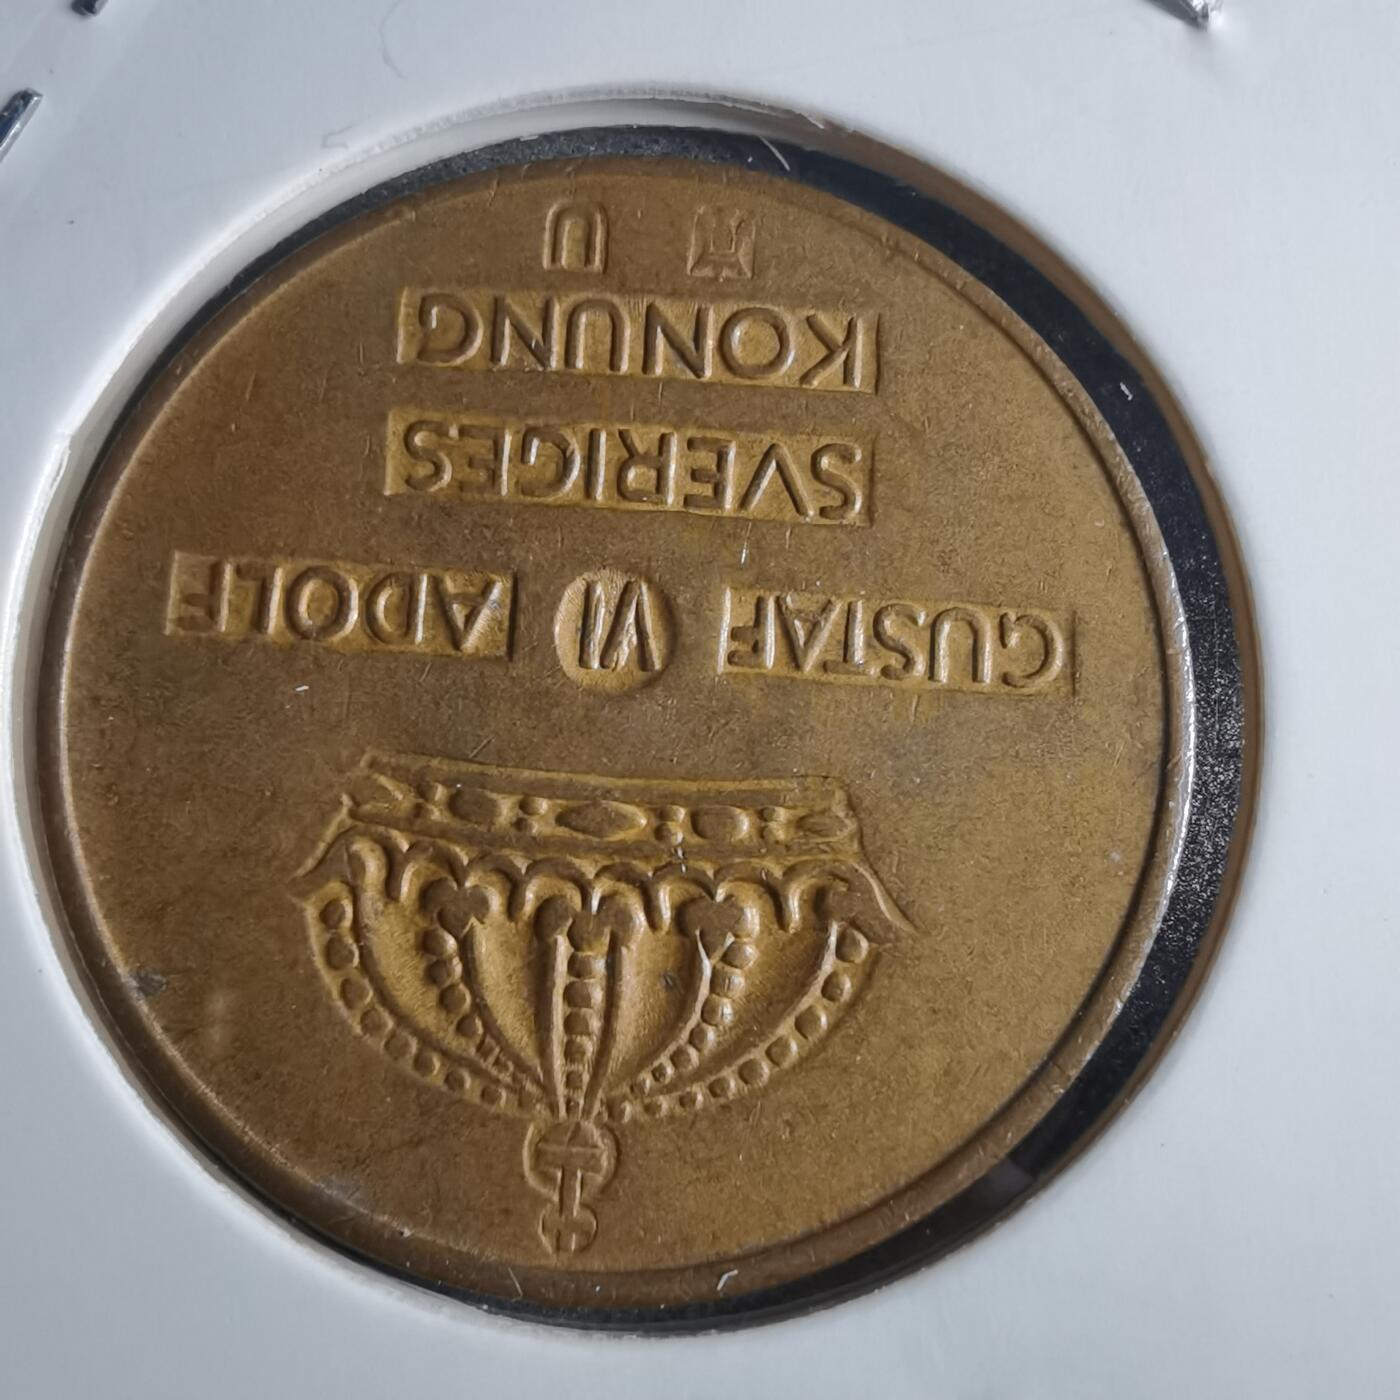 GUSTAF VI ADOLF
SVERIGES
KONUNG
U